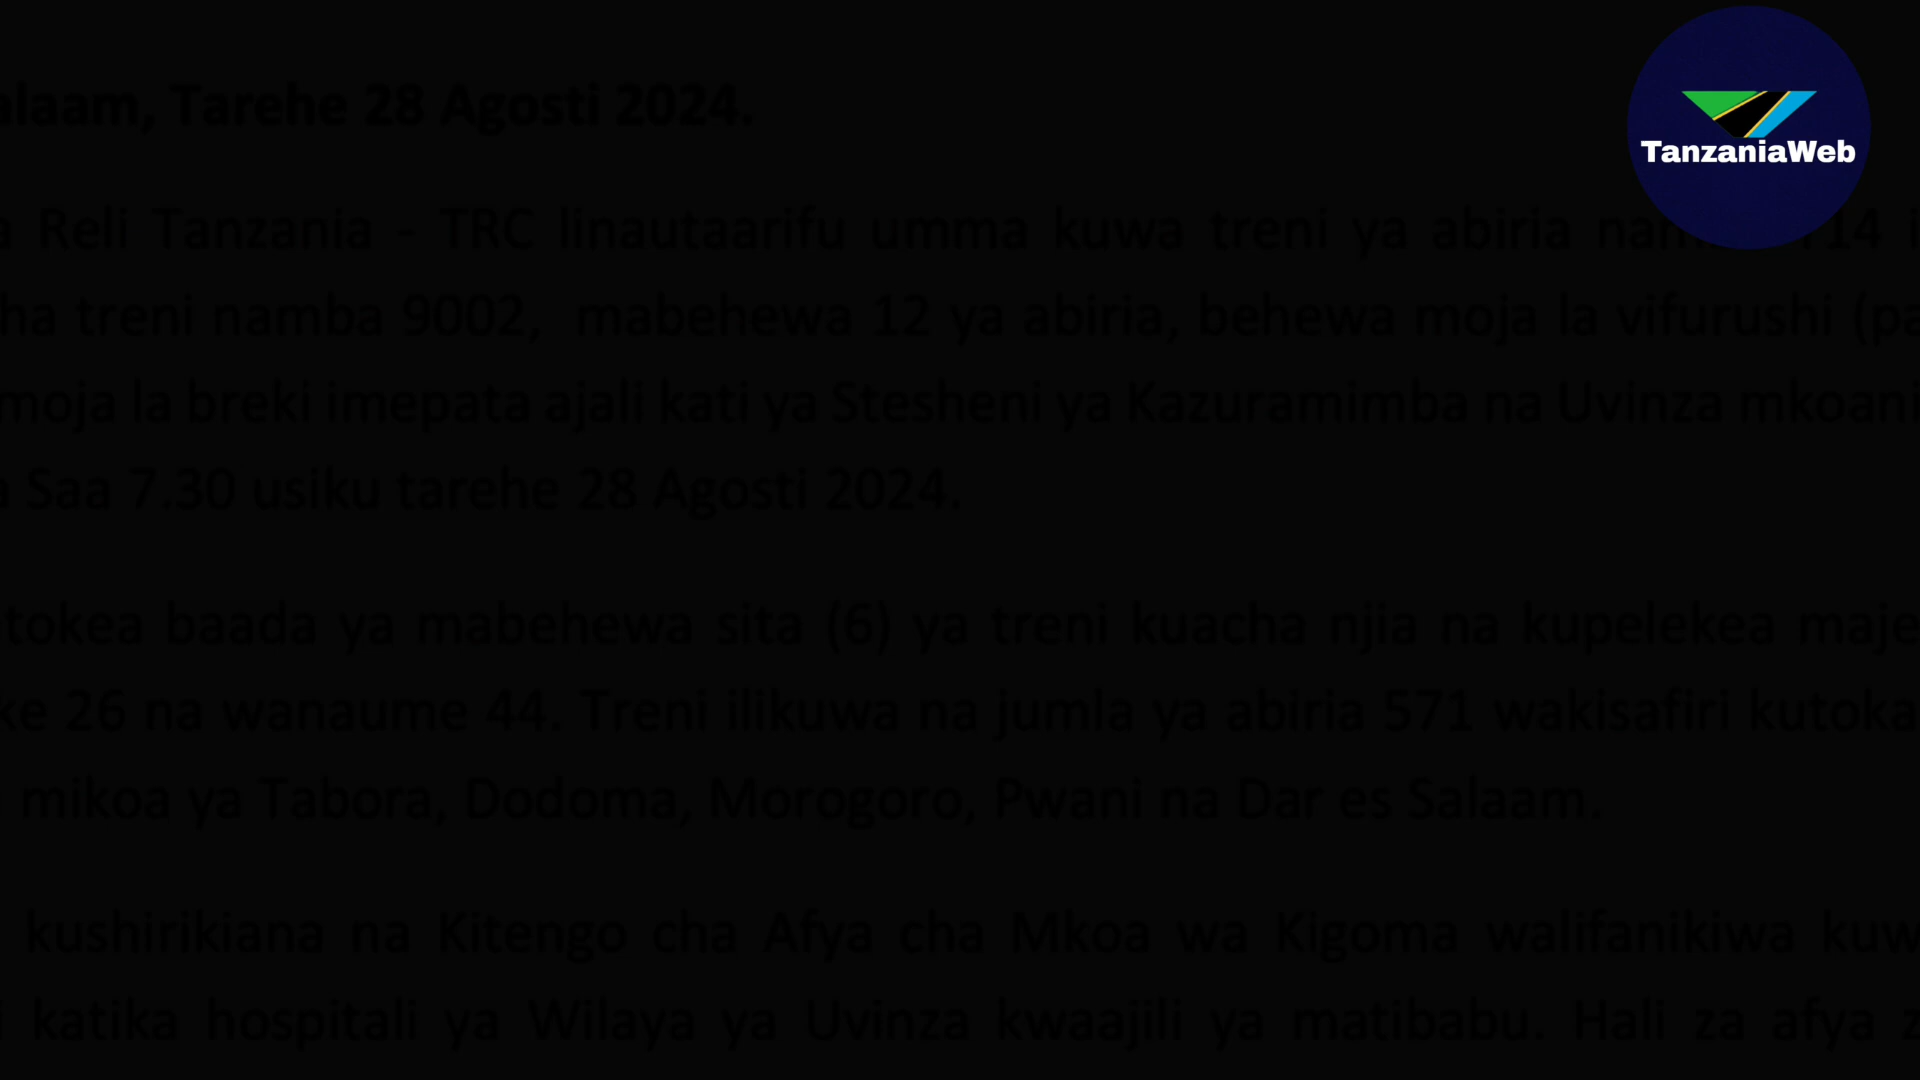 alaam, Tarehe 28 Agosti 2024.
TanzaniaWeb
a Reli Tanzania - TRC linautaarifu umma kuwa treni ya abiria 14
ha treni namba 9002, mabehewa 12 ya abiria, behewa moja la vifurushi (pa
moja la breki imepata ajali kati ya Stesheni ya Kazuramimba na Uvinza mkoani
a Saa 7.30 usiku tarehe 28 Agosti 2024.
tokea baada ya mabehewa sita (6) ya treni kuacha njia na kupelekea maje
ke 26 na wanaume 44. Treni ilikuwa na jumla ya abiria 571 wakisafiri kutoka
mikoa ya Tabora, Dodoma, Morogoro, Pwani na Dar es Salaam.
kushirikiana na Kitengo cha Afya cha Mkoa wa Kigoma walifanikiwa kuw
i katika hospitali ya Wilaya ya Uvinza kwaajili ya matibabu. Hali za afya z